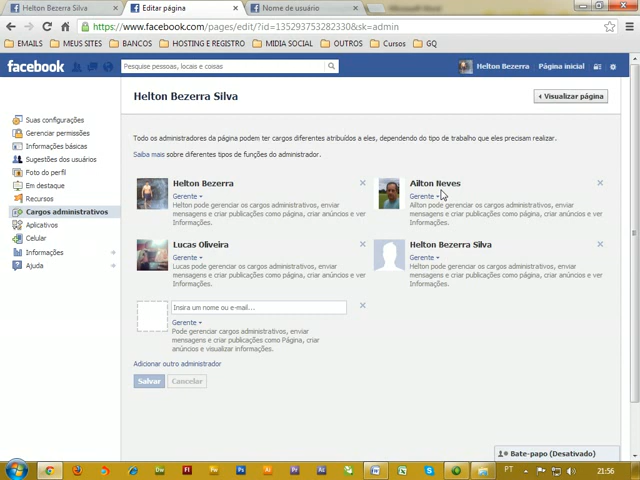 Helton Bezerra Silva
Editar página
Nome de usuário
https://www.facebook.com/pages/edit/?id=135293753282330&sk=admin
EMAILS MEUS SITES BANCOS HOSTING E REGISTRO MIDIA SOCIAL OUTROS Cursos GQ
facebook
Pesquise pessoas, locais e coisas
Helton Bezerra Página inicial
Helton Bezerra Silva
Visualizar página
Suas configurações
Gerenciar permissões
Informações básicas
Sugestões dos usuários
Foto do perfil
Em destaque
Recursos
Cargos administrativos
Aplicativos
Celular
Informações
Ajuda
Todo os administradores da página podem ter cargos diferentes atribuídos a eles, dependendo do tipo de trabalho que eles precisam realizar.
Saiba mais sobre diferentes tipos de funções do administrador.
Helton Bezerra
Gerente
Helton pode gerenciar os cargos administrativos, enviar
mensagens e criar publicações como página, criar anúncios e ver
Informações.
Ailton Neves
Gerente
Ailton pode gerenciar os cargos administrativos, enviar
mensagens e criar publicações como página, criar anúncios e ver
Informações.
Lucas Oliveira
Gerente
Lucas pode gerenciar os cargos administrativos, enviar
mensagens e criar publicações como página, criar anúncios e ver
Informações.
Helton Bezerra Silva
Gerente
Helton pode gerenciar os cargos administrativos, enviar
mensagens e criar publicações como página, criar anúncios e ver
Informações.
Insira um nome ou e-mail...
Gerente
Pode gerenciar cargos administrativos, enviar
mensagens e criar publicações como Página, criar
anúncios e visualizar informações.
Adicionar outro administrador
Salvar Cancelar
Bate-papo (Desativado)
PT 21:56